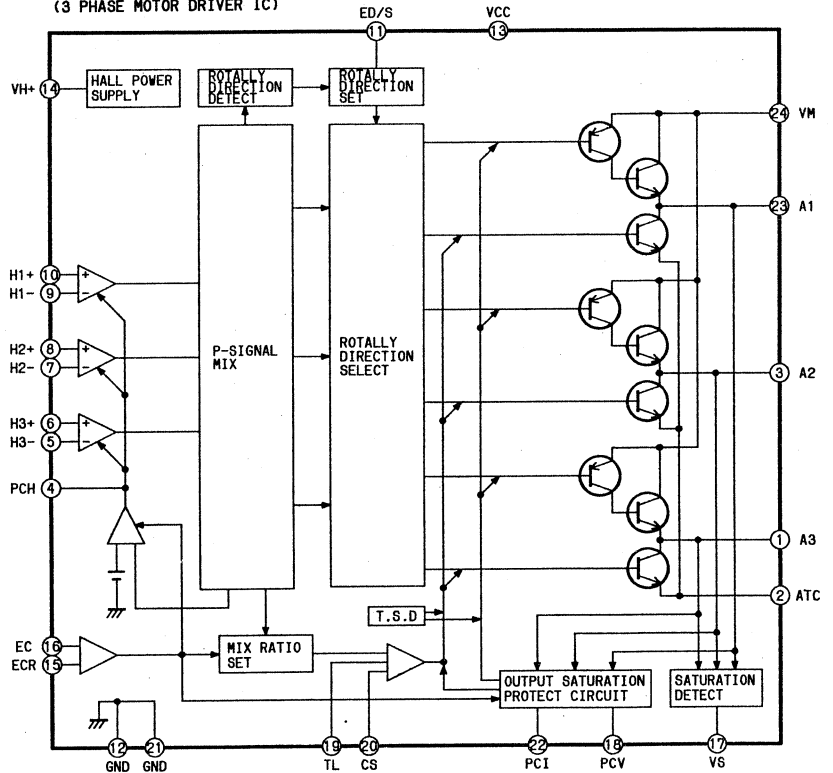 (3 PHASE MOTOR DRIVER IC)
ED/S
VCC
11
13
VH+
14
HALL POWER
SUPPLY
ROTALLY
DIRECTION
DETECT
ROTALLY
DIRECTION
SET
24
VM
23
A1
H1+
10
+
H1-
9
-
P-SIGNAL
MIX
ROTALLY
DIRECTION
SELECT
H2+
8
+
H2-
7
-
3
A2
H3+
6
+
H3-
5
-
PCH
4
1
A3
2
ATC
T.S.D
EC
16
ECR
15
MIX RATIO
SET
OUTPUT SATURATION
PROTECT CIRCUIT
SATURATION
DETECT
12
21
19
20
22
18
17
GND
GND
TL
CS
PCI
PCV
VS